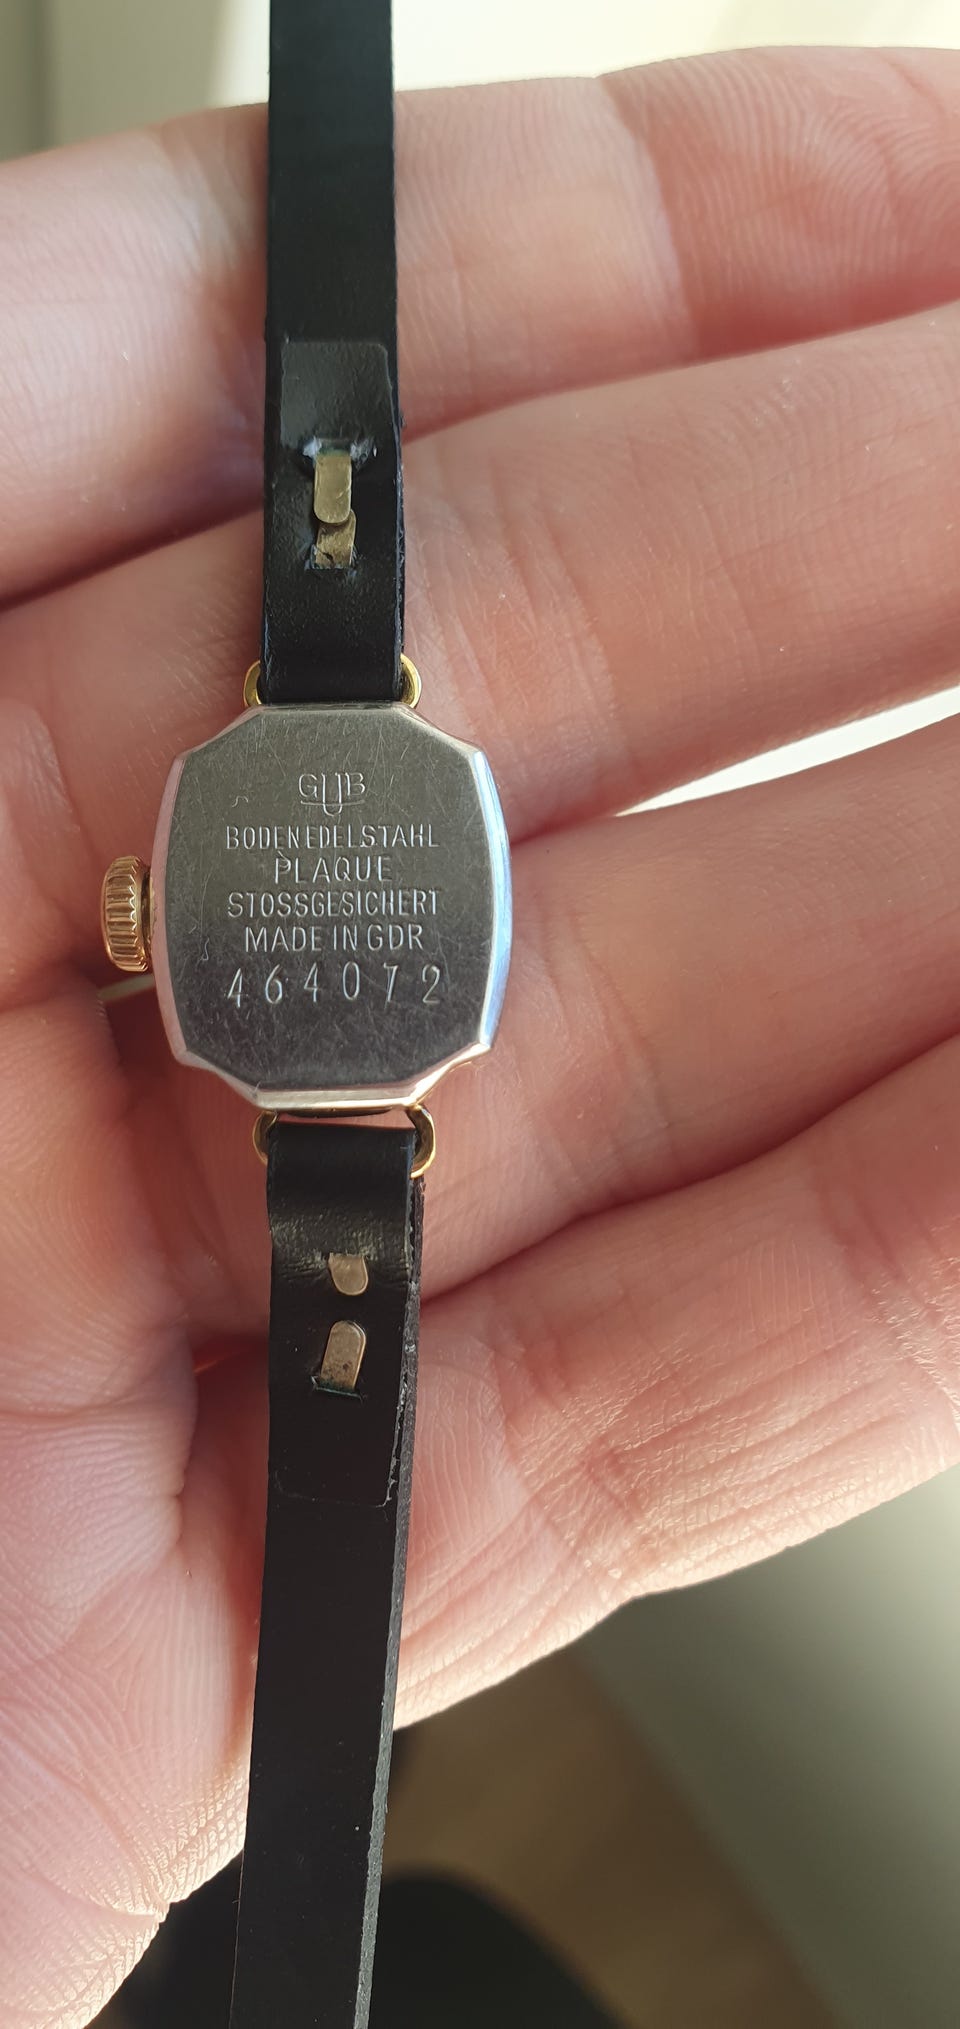 GUB
BODEN EDELSTAHL
PLAQUE
STOSSGESICHERT
MADE IN GDR
464072